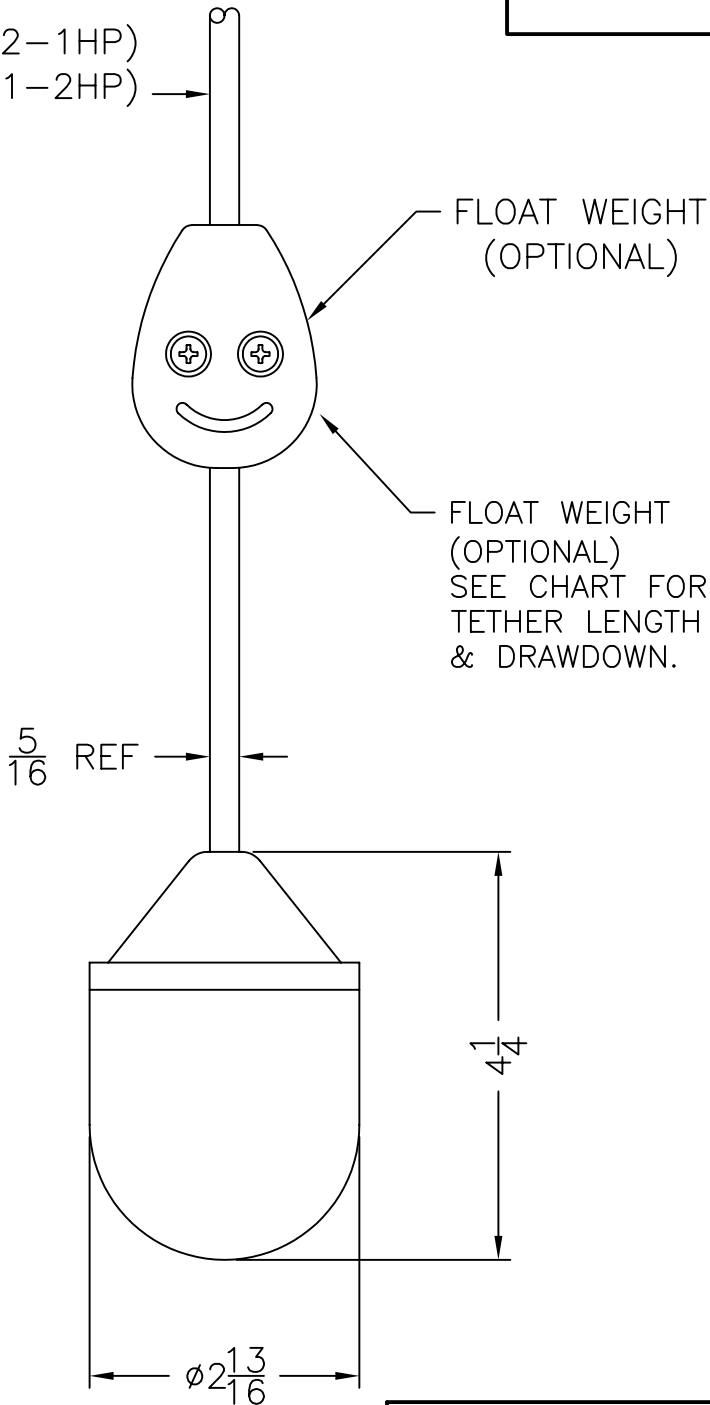 2-1HP)
1-2HP)
FLOAT WEIGHT
(OPTIONAL)
FLOAT WEIGHT
(OPTIONAL)
SEE CHART FOR
TETHER LENGTH
& DRAWDOWN.
5/16 REF
4 1/4
ø2 13/16